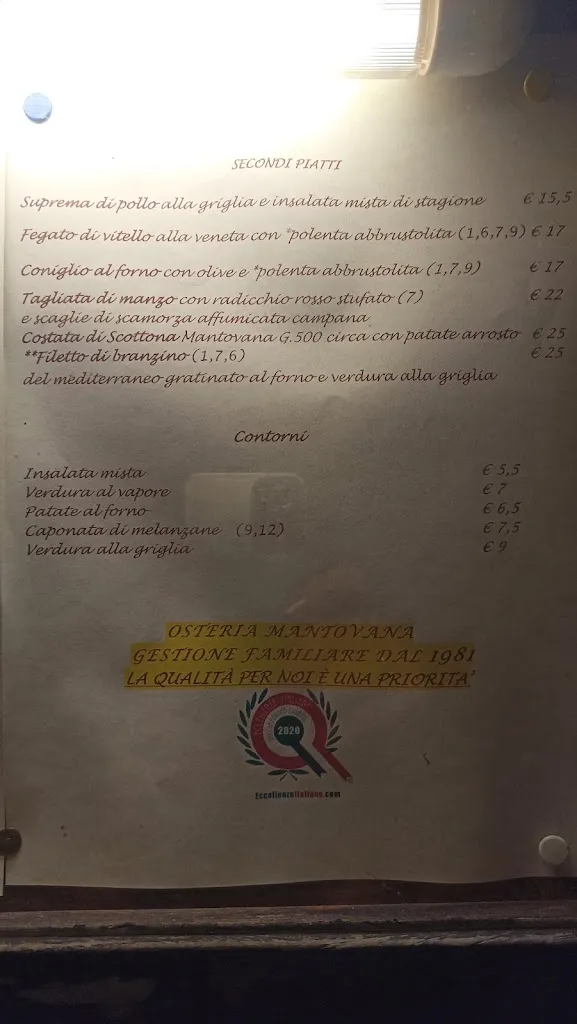 SECONDI PIATTI
Suprema di pollo alla griglia e insalata mista di stagione € 15,5
Fegato di vitello alla veneta con *polenta abbrustolita (1,6,7,9) € 17
Coniglio al forno con olive e *polenta abbrustolita (1,7,9) € 17
Tagliata di manzo con radicchio rosso stufato (7) € 22
e scaglie di scamorza affumicata campana
Costata di Scottona Mantovana G.500 circa con patate arrosto € 25
**Filetto di branzino (1,7,6) € 25
del mediterraneo gratinato al forno e verdura alla griglia
Contorni
Insalata mista € 5,5
Verdura al vapore € 7
Patate al forno € 6,5
Caponata di melanzane (9,12) € 7,5
Verdura alla griglia € 9
OSTERIA MANTOVANA
GESTIONE FAMILIARE DAL 1981
LA QUALITÀ PER NOI È UNA PRIORITA'
2020
EccellenzeItaliane.com